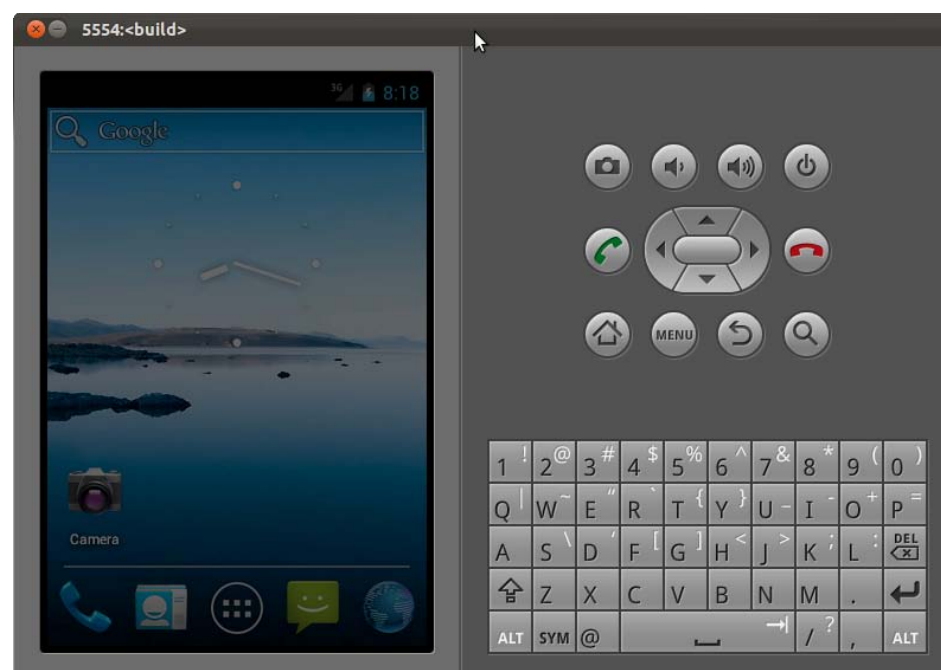 5554:<build>
3G 8:18
Google
Camera
MENU
1 ! 2 @ 3 # 4 $ 5 % 6 ^ 7 & 8 * 9 ( 0 )
Q | W ~ E " R ` T { Y } U _ I - O + P =
A S \ D ' F [ G ] H < J > K ; L : DEL
Z X C V B N M .
ALT SYM @ / ? , ALT